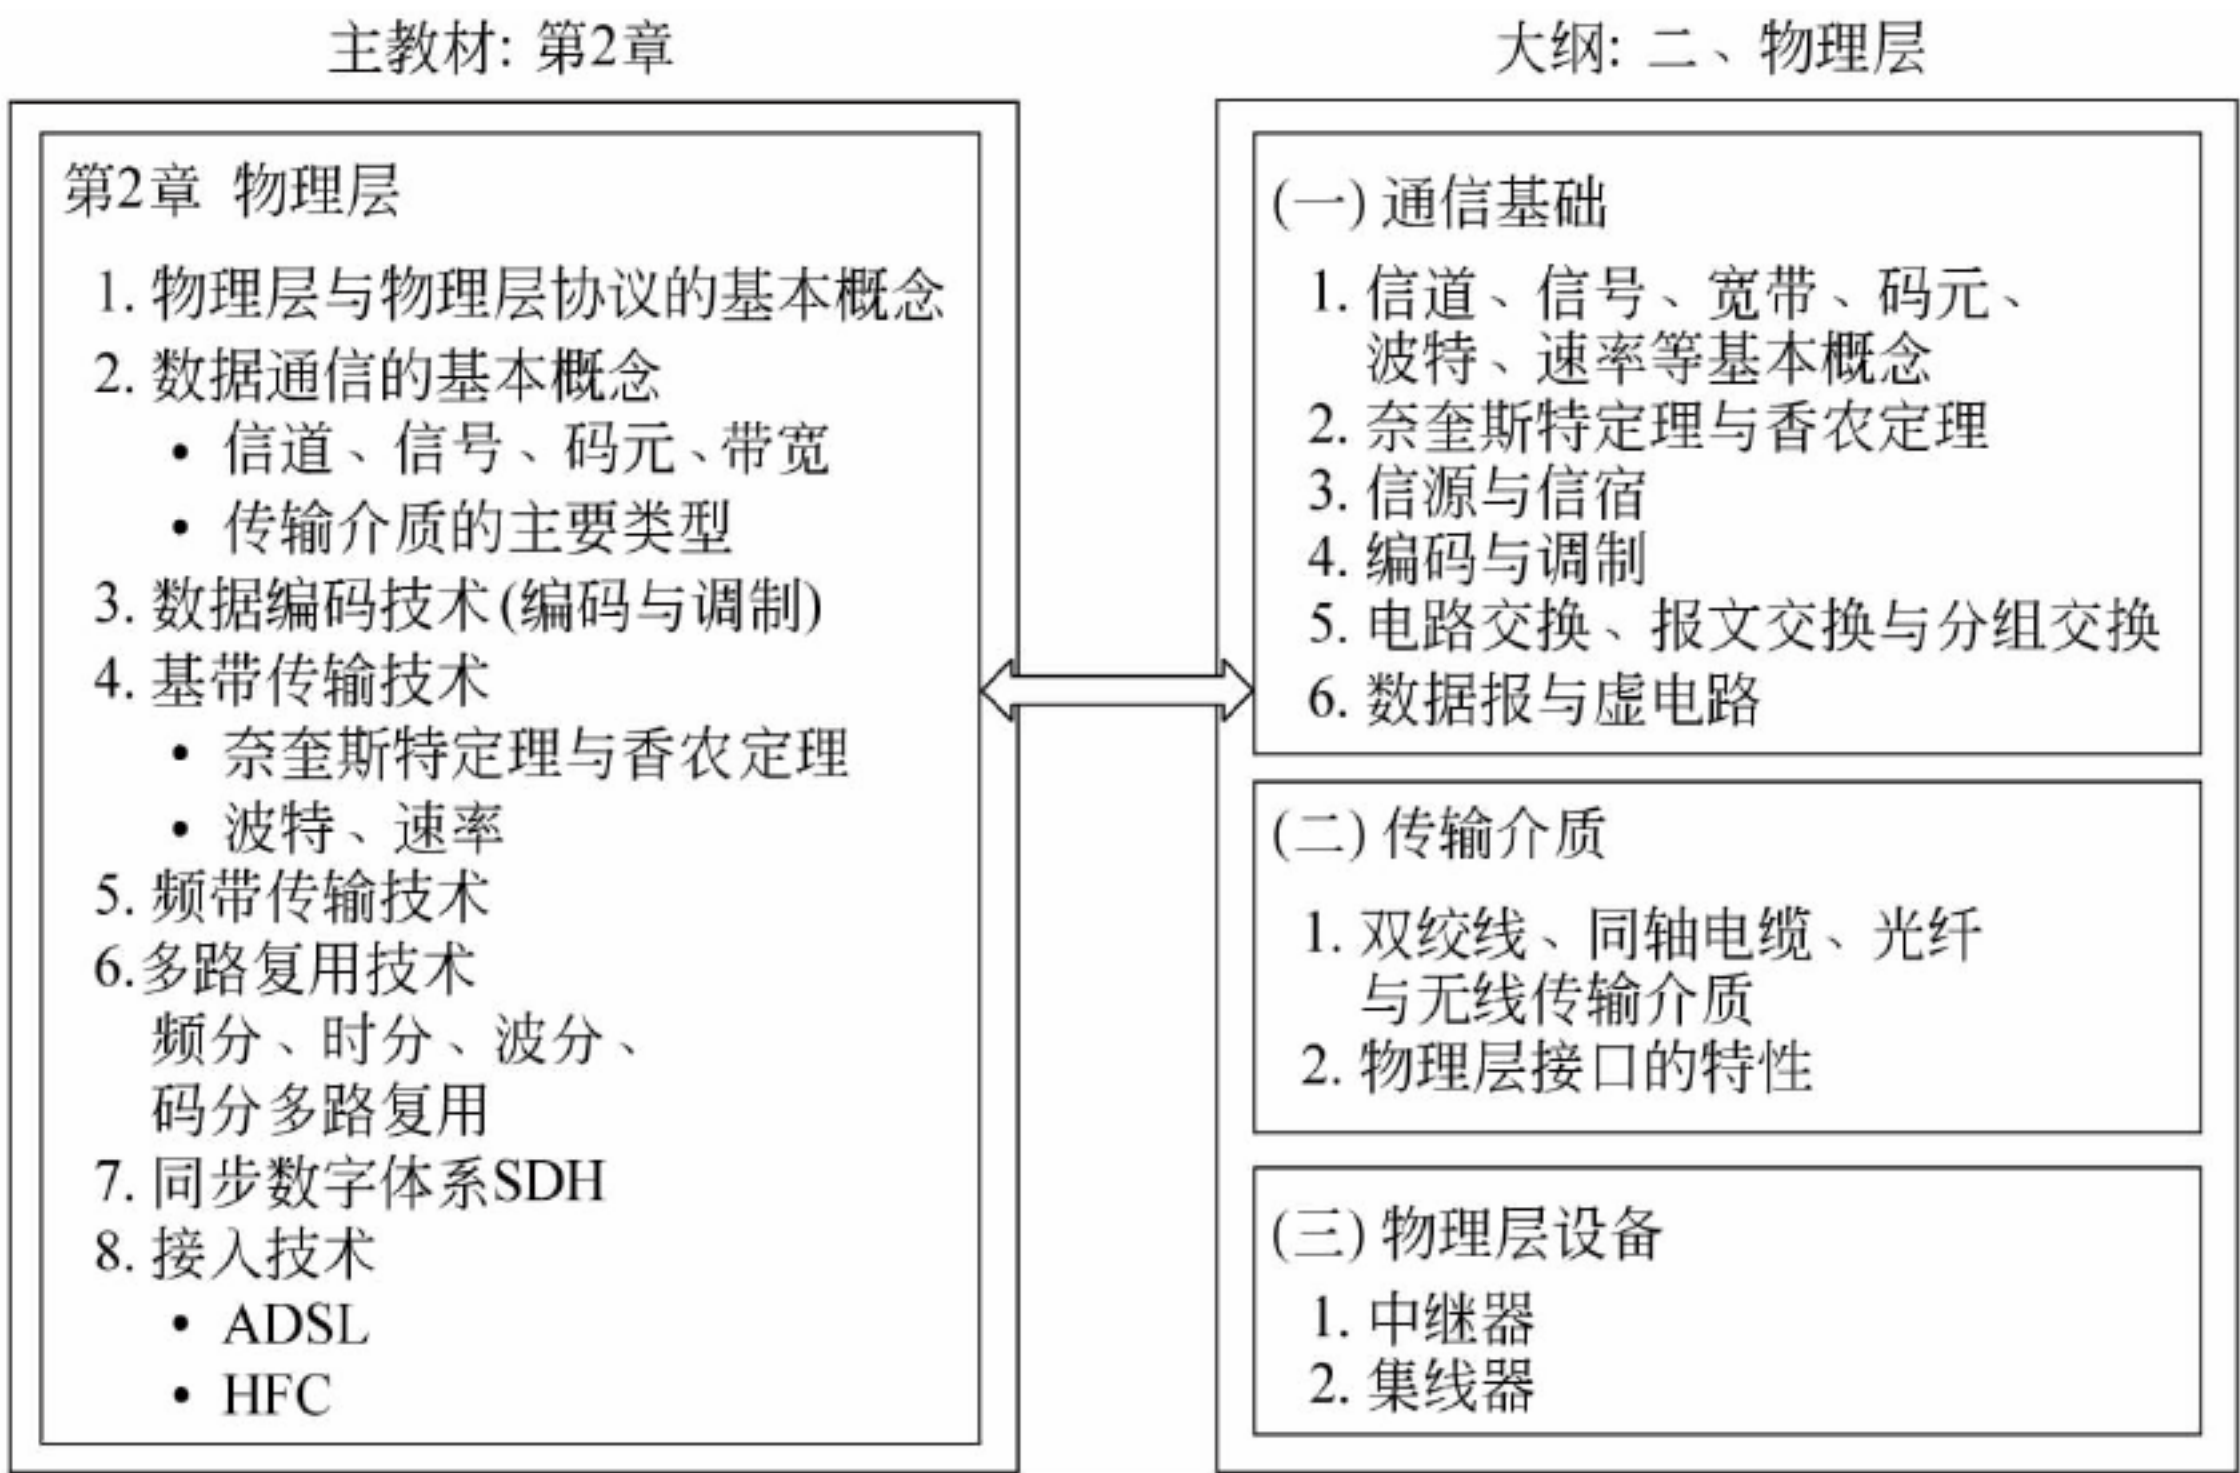 主教材: 第2章
第2章 物理层
1. 物理层与物理层协议的基本概念
2. 数据通信的基本概念
• 信道、信号、码元、带宽
• 传输介质的主要类型
3. 数据编码技术(编码与调制)
4. 基带传输技术
• 奈奎斯特定理与香农定理
• 波特、速率
5. 频带传输技术
6.多路复用技术
频分、时分、波分、
码分多路复用
7. 同步数字体系SDH
8. 接入技术
• ADSL
• HFC
大纲: 二、物理层
(一) 通信基础
1. 信道、信号、宽带、码元、
波特、速率等基本概念
2. 奈奎斯特定理与香农定理
3. 信源与信宿
4. 编码与调制
5. 电路交换、报文交换与分组交换
6. 数据报与虚电路
(二) 传输介质
1. 双绞线、同轴电缆、光纤
与无线传输介质
2. 物理层接口的特性
(三) 物理层设备
1. 中继器
2. 集线器